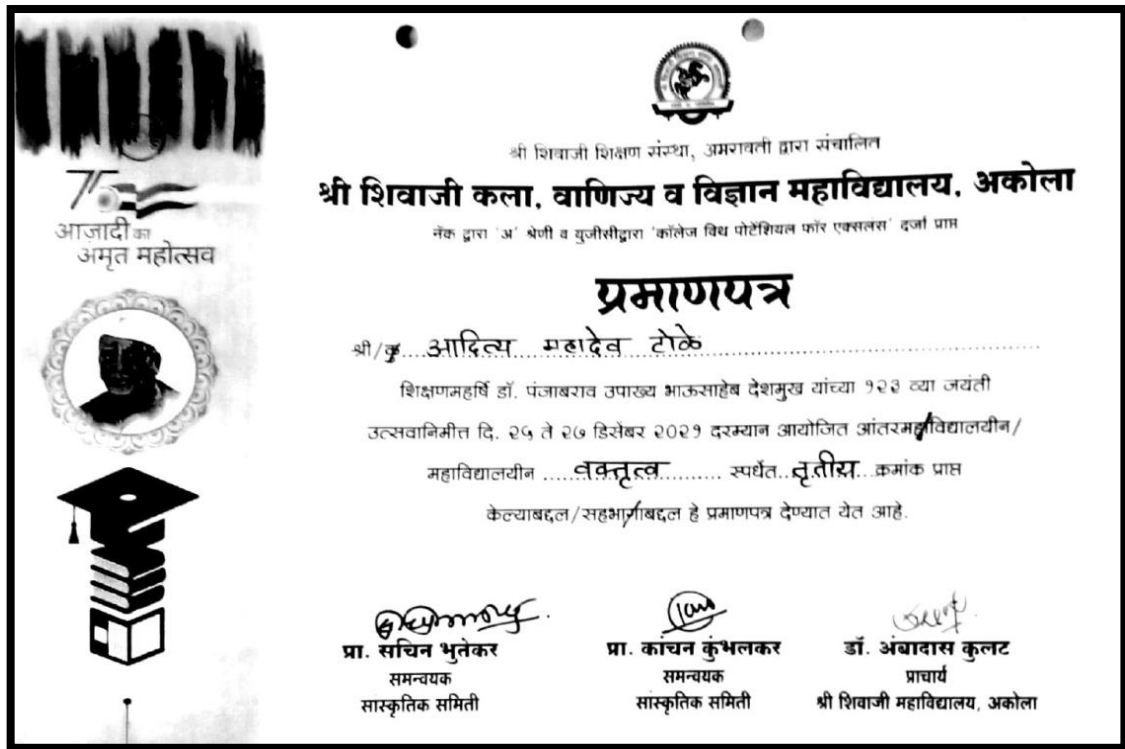 आज़ादी का
अमृत महोत्सव
श्री शिवाजी शिक्षण संस्था, अमरावती द्वारा संचालित
श्री शिवाजी कला, वाणिज्य व विज्ञान महाविद्यालय, अकोला
नॅक द्वारा 'अ' श्रेणी व युजीसीद्वारा 'कॉलेज विथ पोटेंशियल फॉर एक्सलंस' दर्जा प्राप्त
प्रमाणपत्र
श्री/कु....आदित्य....महादेव टोळे
शिक्षणमहर्षि डॉ. पंजाबराव उपाख्य भाऊसाहेब देशमुख यांच्या १२३ व्या जयंती
उत्सवानिमीत्त दि. २५ ते २७ डिसेंबर २०२१ दरम्यान आयोजित आंतरमहाविद्यालयीन/
महाविद्यालयीन ......वक्तृत्व......... स्पर्धेत..तृतीय..क्रमांक प्राप्त
केल्याबद्दल/सहभागाबद्दल हे प्रमाणपत्र देण्यात येत आहे.
प्रा. सचिन भुतेकर
समन्वयक
सांस्कृतिक समिती
प्रा. कांचन कुंभलकर
समन्वयक
सांस्कृतिक समिती
डॉ. अंबादास कुलट
प्राचार्य
श्री शिवाजी महाविद्यालय, अकोला